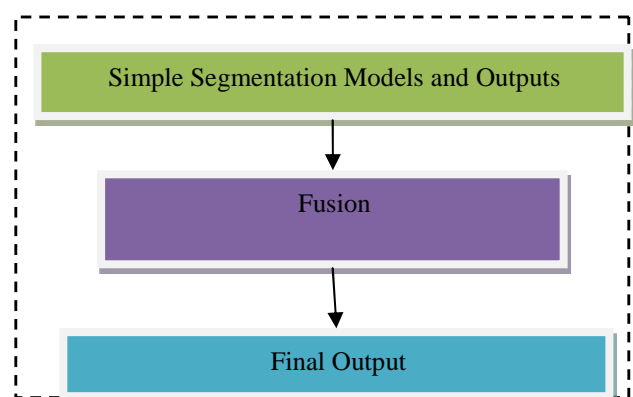 Simple Segmentation Models and Outputs
Fusion
Final Output